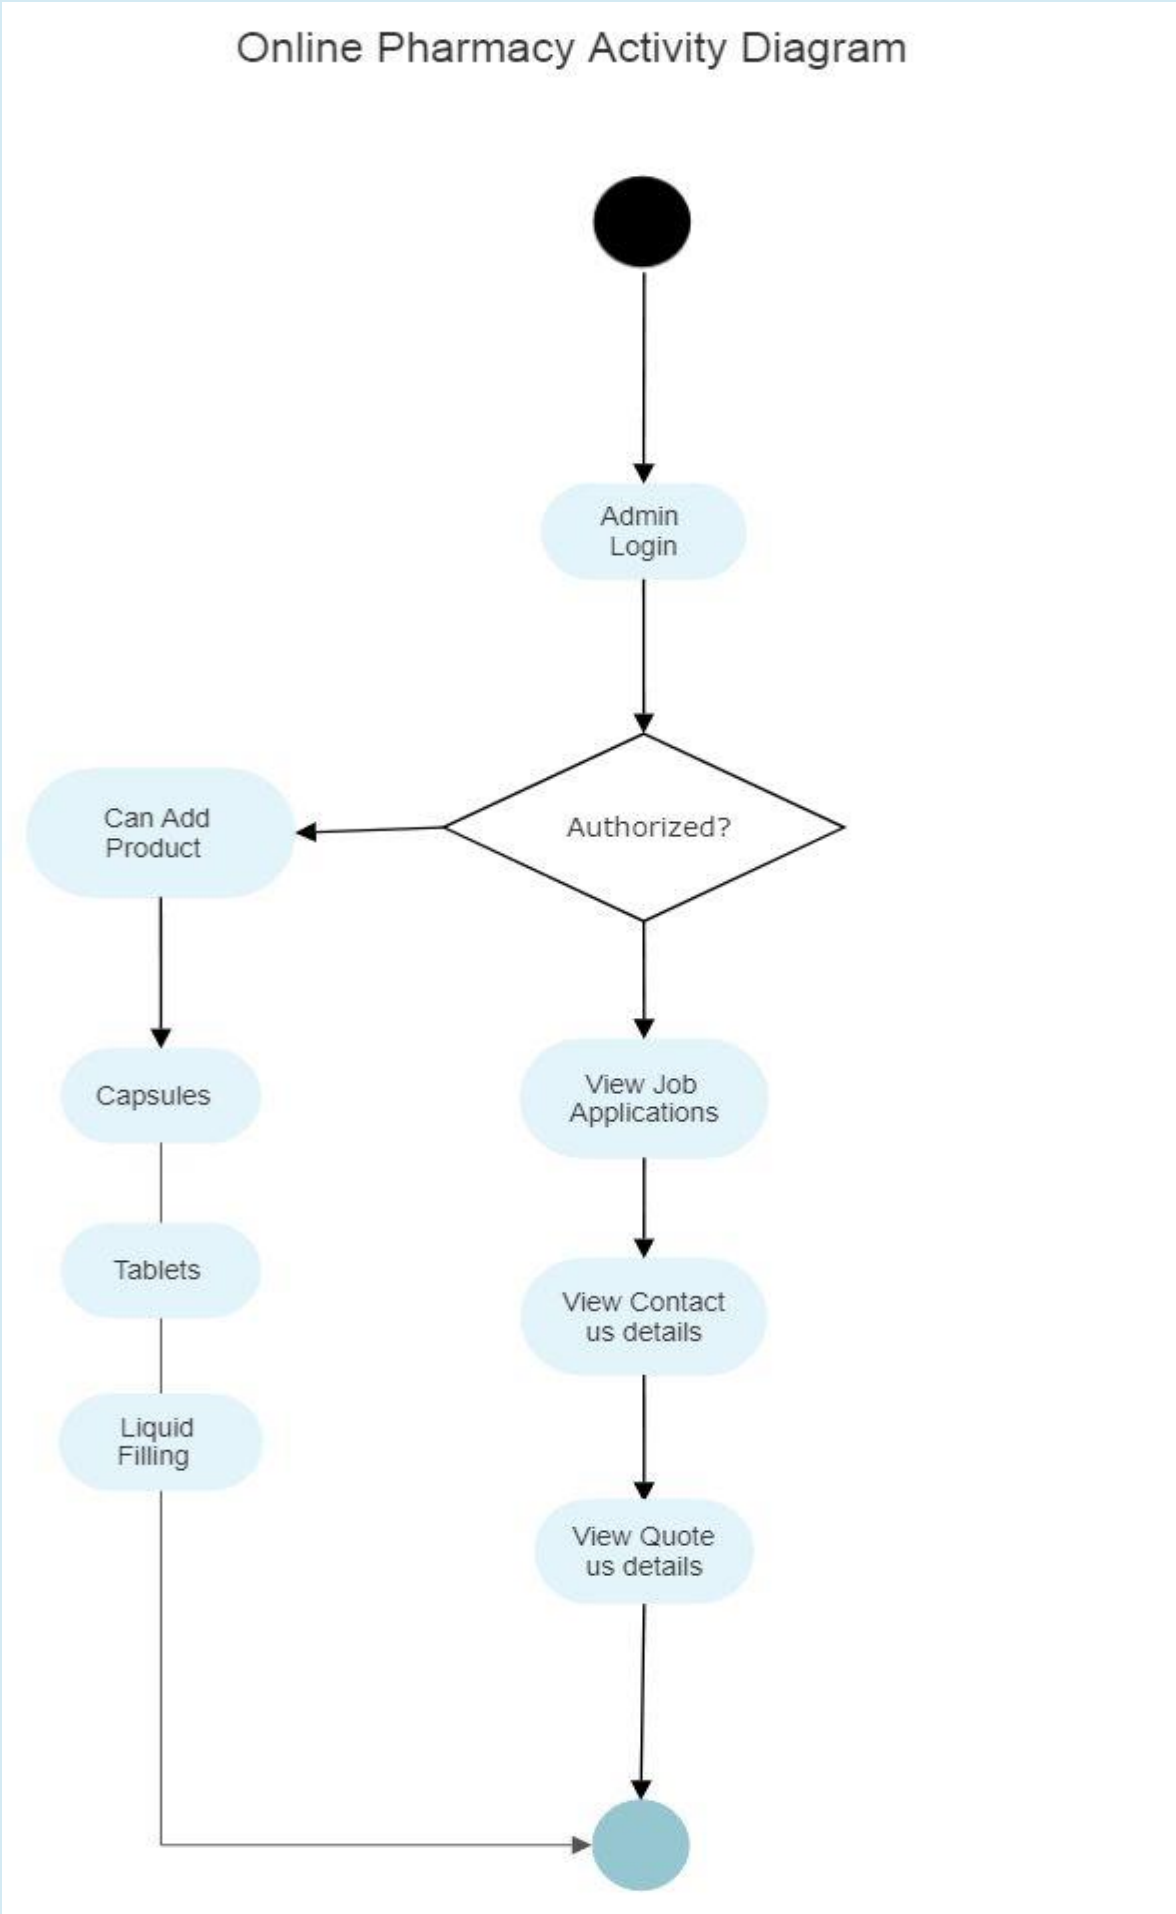 Online Pharmacy Activity Diagram
Admin
Login
Authorized?
Can Add
Product
Capsules
Tablets
Liquid
Filling
View Job
Applications
View Contact
us details
View Quote
us details